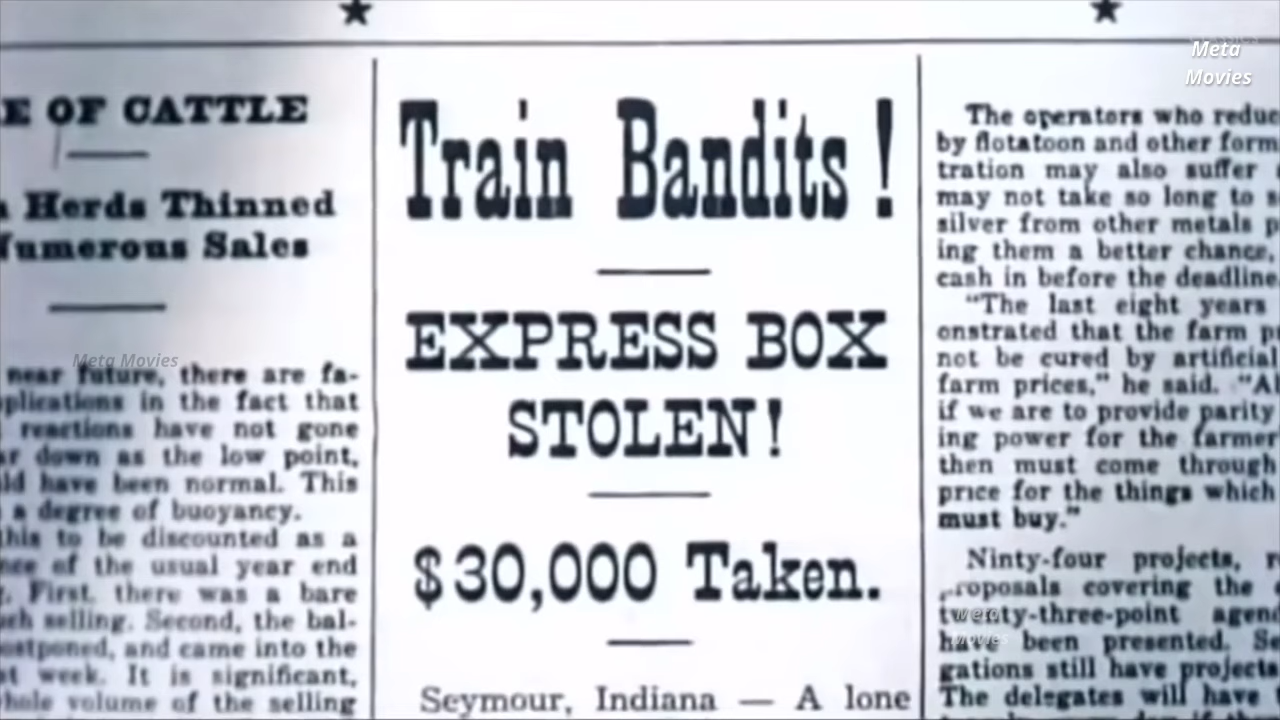 E OF CATTLE
Herds Thinned
Numerous Sales
near future, there are fa-
plications in the fact that
reactions have not gone
down as the low point,
have been normal. This
a degree of buoyancy.
this to be discounted as a
of the usual year end
First, there was a bare
selling. Second, the bal-
postponed, and came into the
week. It is significant,
volume of the selling
Train Bandits !
EXPRESS BOX
STOLEN!
$30,000 Taken.
Seymour, Indiana — A lone
The operators who reduc
by flotatoon and other form
tration may also suffer
may not take so long to s
silver from other metals p
ing them a better chance,
cash in before the deadline
"The last eight years
onstrated that the farm p
not be cured by artificial
farm prices," he said. "Al
if we are to provide parity
ing power for the farmer
then must come through
price for the things which
must buy."
Ninty-four projects, r
roposals covering the
twenty-three-point agen
have been presented. Se
gations still have projects
The delegates will have
Meta
Movies
Meta Movies
Meta
Movies